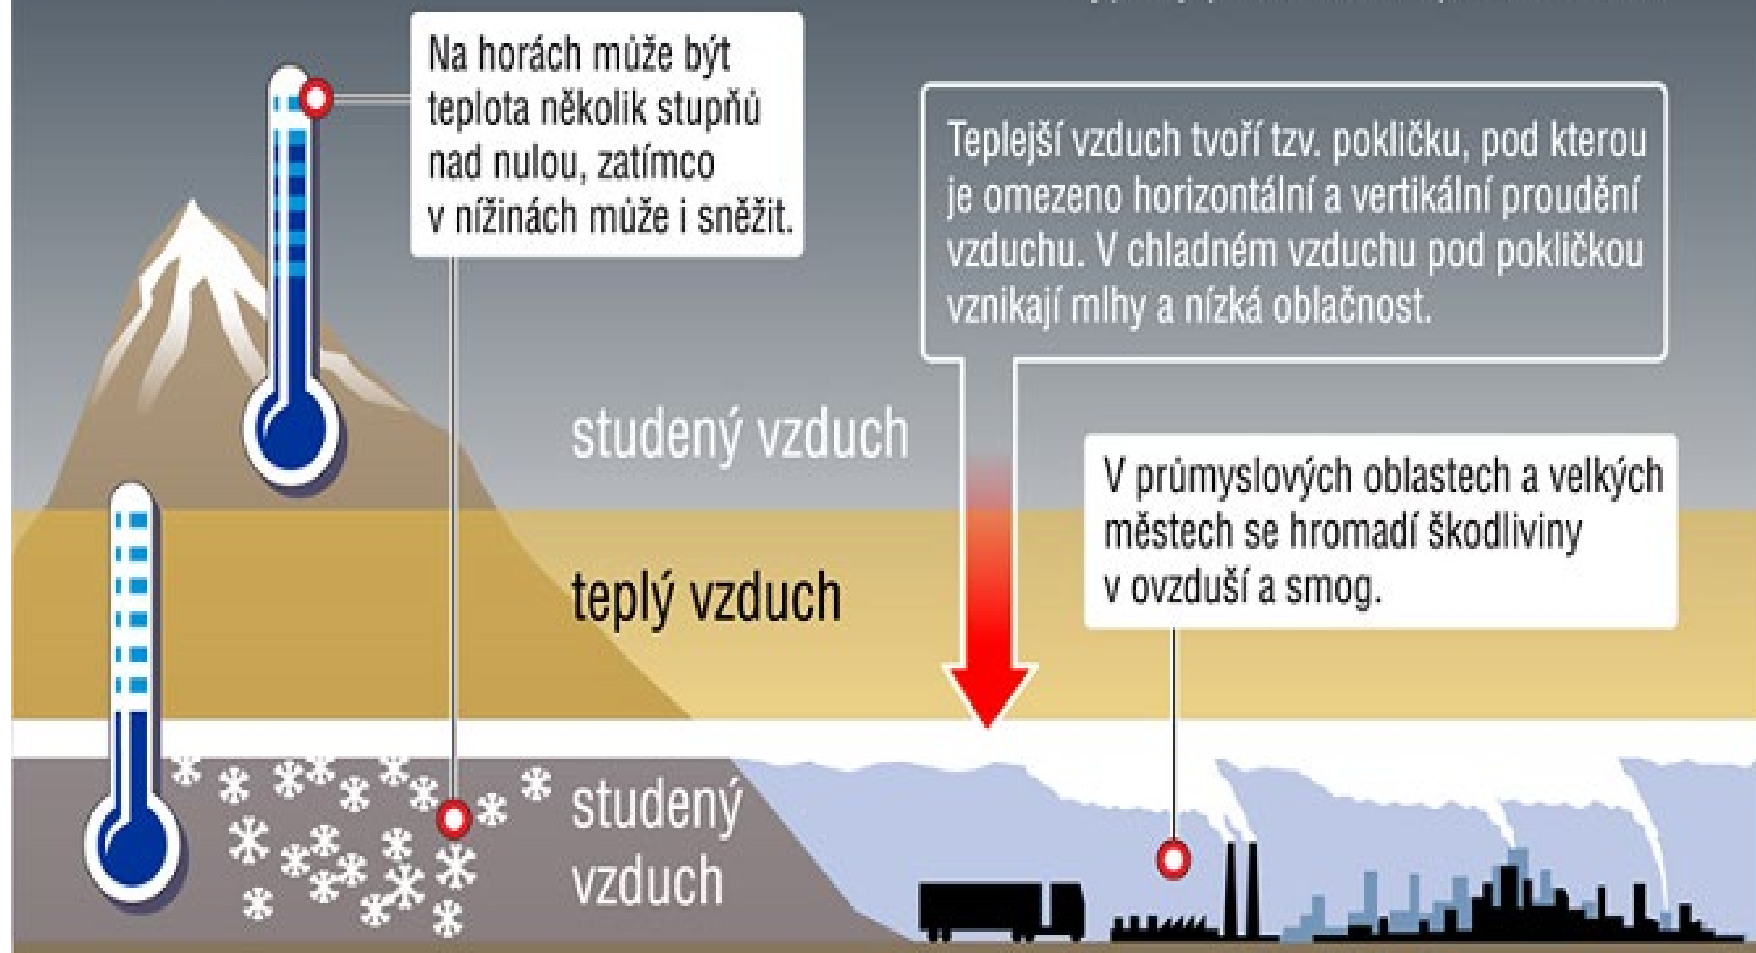 Na horách může být
teplota několik stupňů
nad nulou, zatímco
v nížinách může i sněžit.
Teplejší vzduch tvoří tzv. pokličku, pod kterou
je omezeno horizontální a vertikální proudění
vzduchu. V chladném vzduchu pod pokličkou
vznikají mlhy a nízká oblačnost.
studený vzduch
V průmyslových oblastech a velkých
městech se hromadí škodliviny
v ovzduší a smog.
teplý vzduch
studený
vzduch